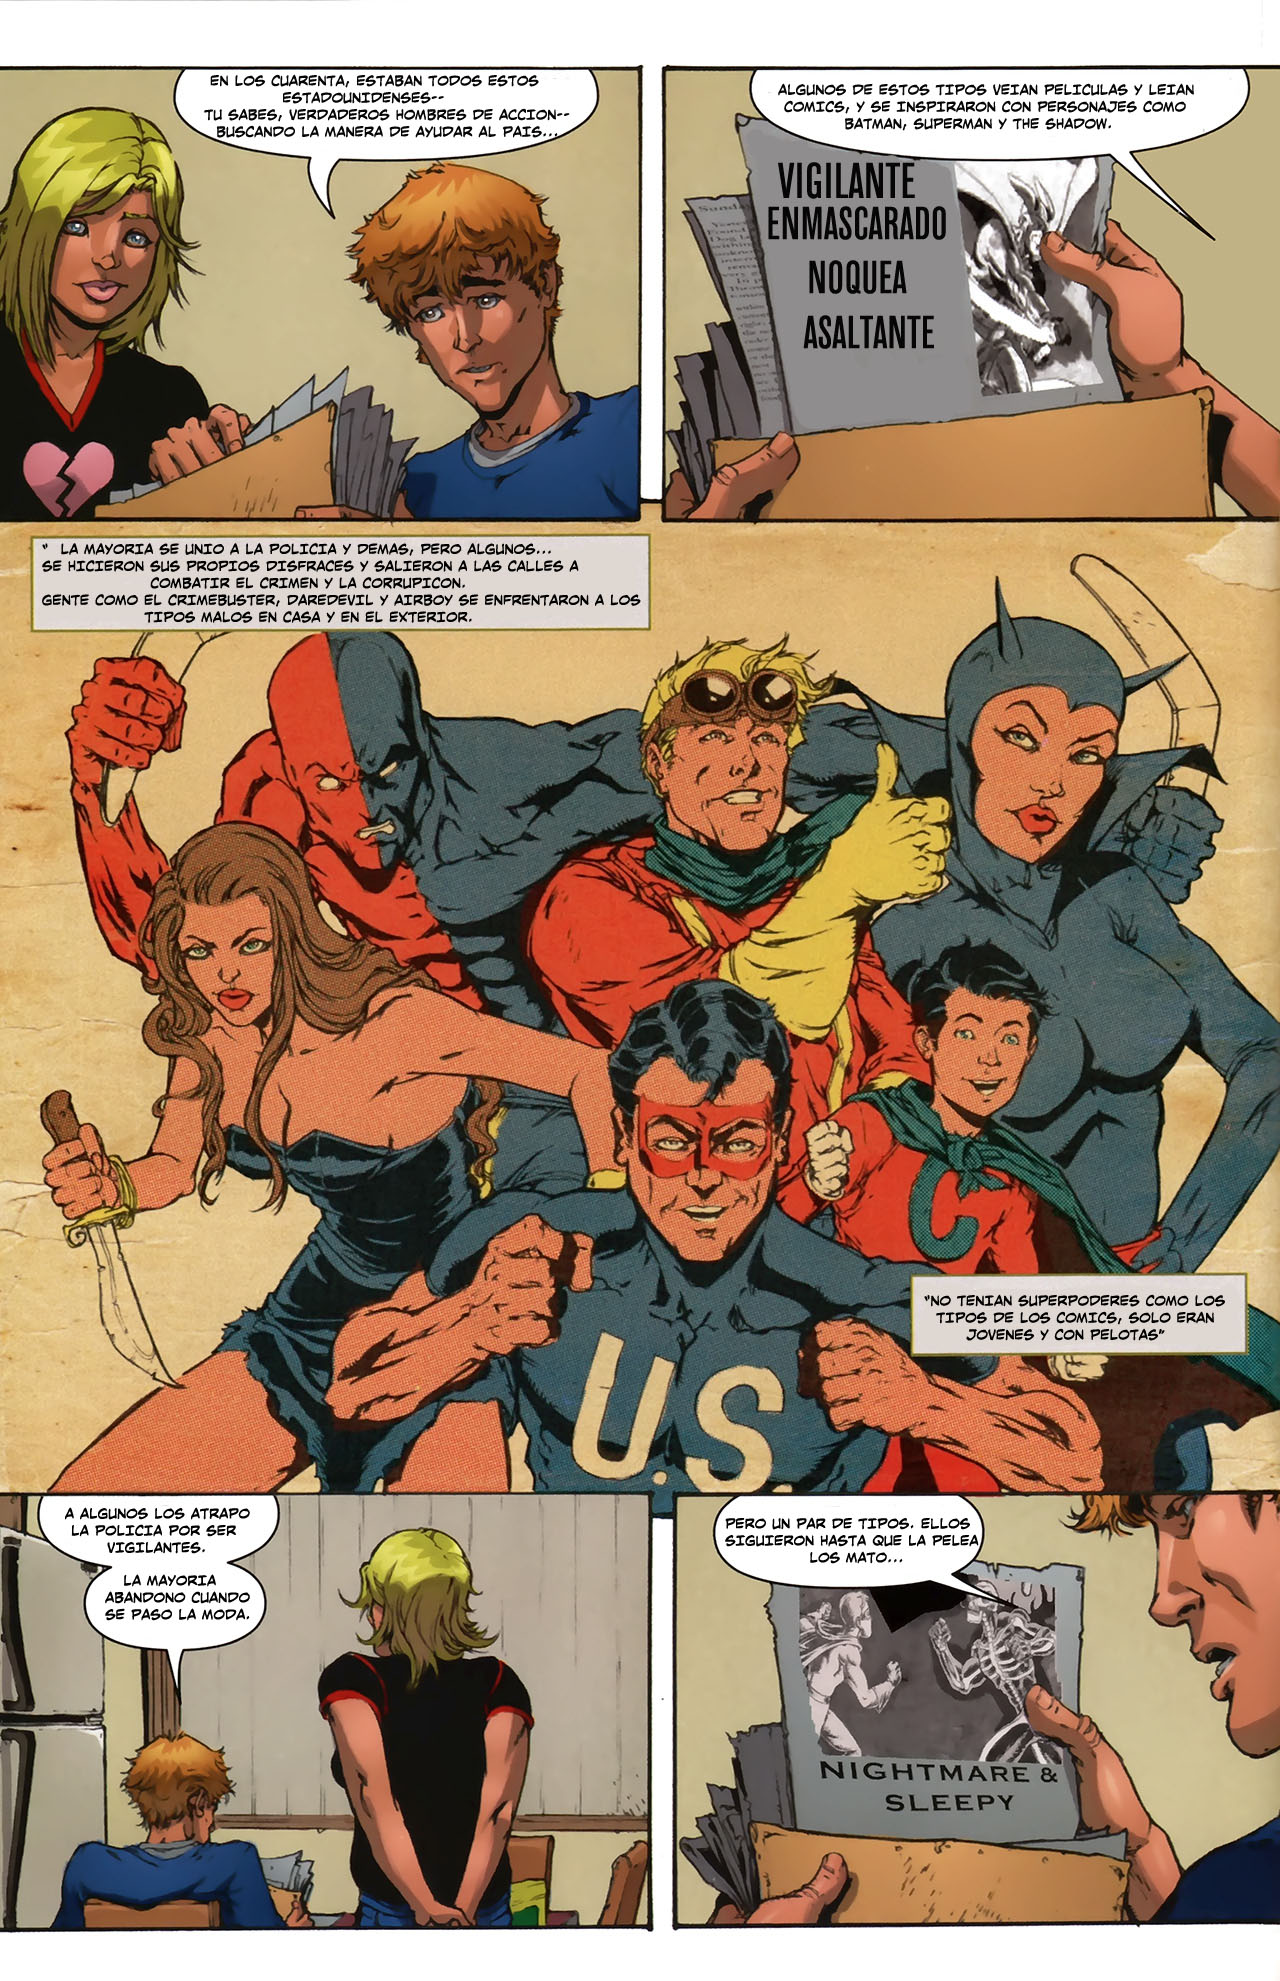 EN LOS CUARENTA, ESTABAN TODOS ESTOS
ESTADOUNIDENSES--
TU SABES, VERDADEROS HOMBRES DE ACCION--
BUSCANDO LA MANERA DE AYUDAR AL PAIS...
ALGUNOS DE ESTOS TIPOS VEIAN PELICULAS Y LEIAN
COMICS, Y SE INSPIRARON CON PERSONAJES COMO
BATMAN, SUPERMAN Y THE SHADOW.
VIGILANTE
ENMASCARADO
NOQUEA
ASALTANTE
Sunday
" LA MAYORIA SE UNIO A LA POLICIA Y DEMAS, PERO ALGUNOS...
SE HICIERON SUS PROPIOS DISFRACES Y SALIERON A LAS CALLES A
COMBATIR EL CRIMEN Y LA CORRUPICON.
GENTE COMO EL CRIMEBUSTER, DAREDEVIL Y AIRBOY SE ENFRENTARON A LOS
TIPOS MALOS EN CASA Y EN EL EXTERIOR.
C
U.S.
"NO TENIAN SUPERPODERES COMO LOS
TIPOS DE LOS COMICS, SOLO ERAN
JOVENES Y CON PELOTAS"
A ALGUNOS LOS ATRAPO
LA POLICIA POR SER
VIGILANTES.
LA MAYORIA
ABANDONO CUANDO
SE PASO LA MODA.
PERO UN PAR DE TIPOS. ELLOS
SIGUIERON HASTA QUE LA PELEA
LOS MATO...
NIGHTMARE &
SLEEPY